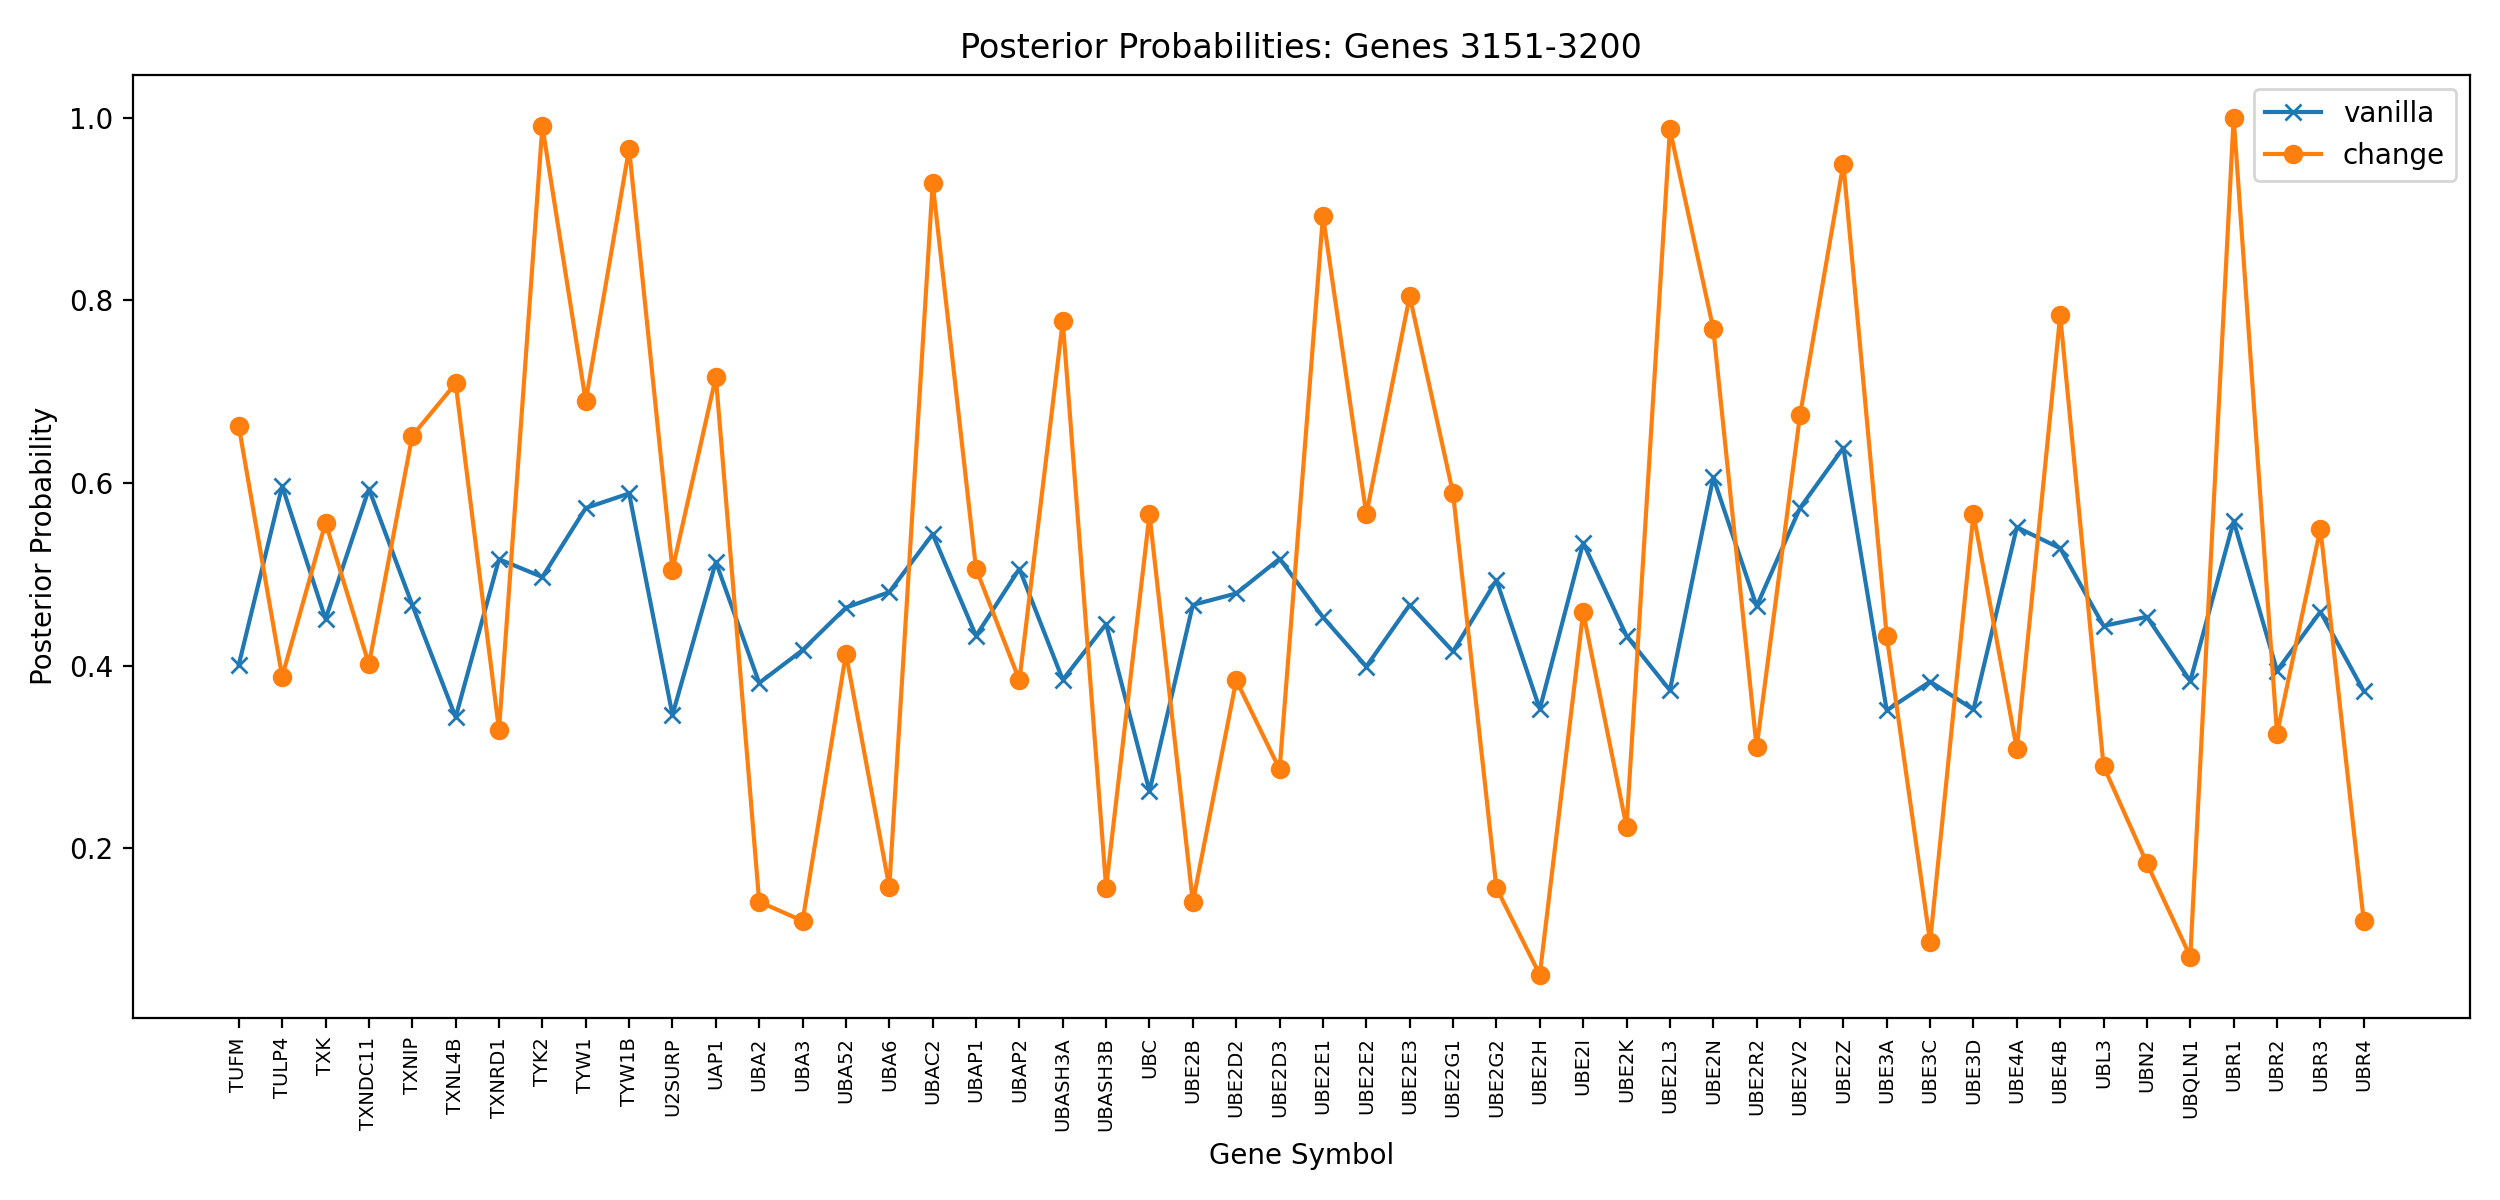 Posterior Probabilities: Genes 3151-3200
vanilla
change
Posterior Probability
1.0
0.8
0.6
0.4
0.2
TUFM
TULP4
TXK
TXNDC11
TXNIP
TXNL4B
TXNRD1
TYK2
TYW1
TYW1B
U2SURP
UAP1
UBA2
UBA3
UBA52
UBA6
UBAC2
UBAP1
UBAP2
UBASH3A
UBASH3B
UBC
UBE2B
UBE2D2
UBE2D3
UBE2E1
UBE2E2
UBE2E3
UBE2G1
UBE2G2
UBE2H
UBE2I
UBE2K
UBE2L3
UBE2N
UBE2R2
UBE2V2
UBE2Z
UBE3A
UBE3C
UBE3D
UBE4A
UBE4B
UBL3
UBN2
UBQLN1
UBR1
UBR2
UBR3
UBR4
Gene Symbol